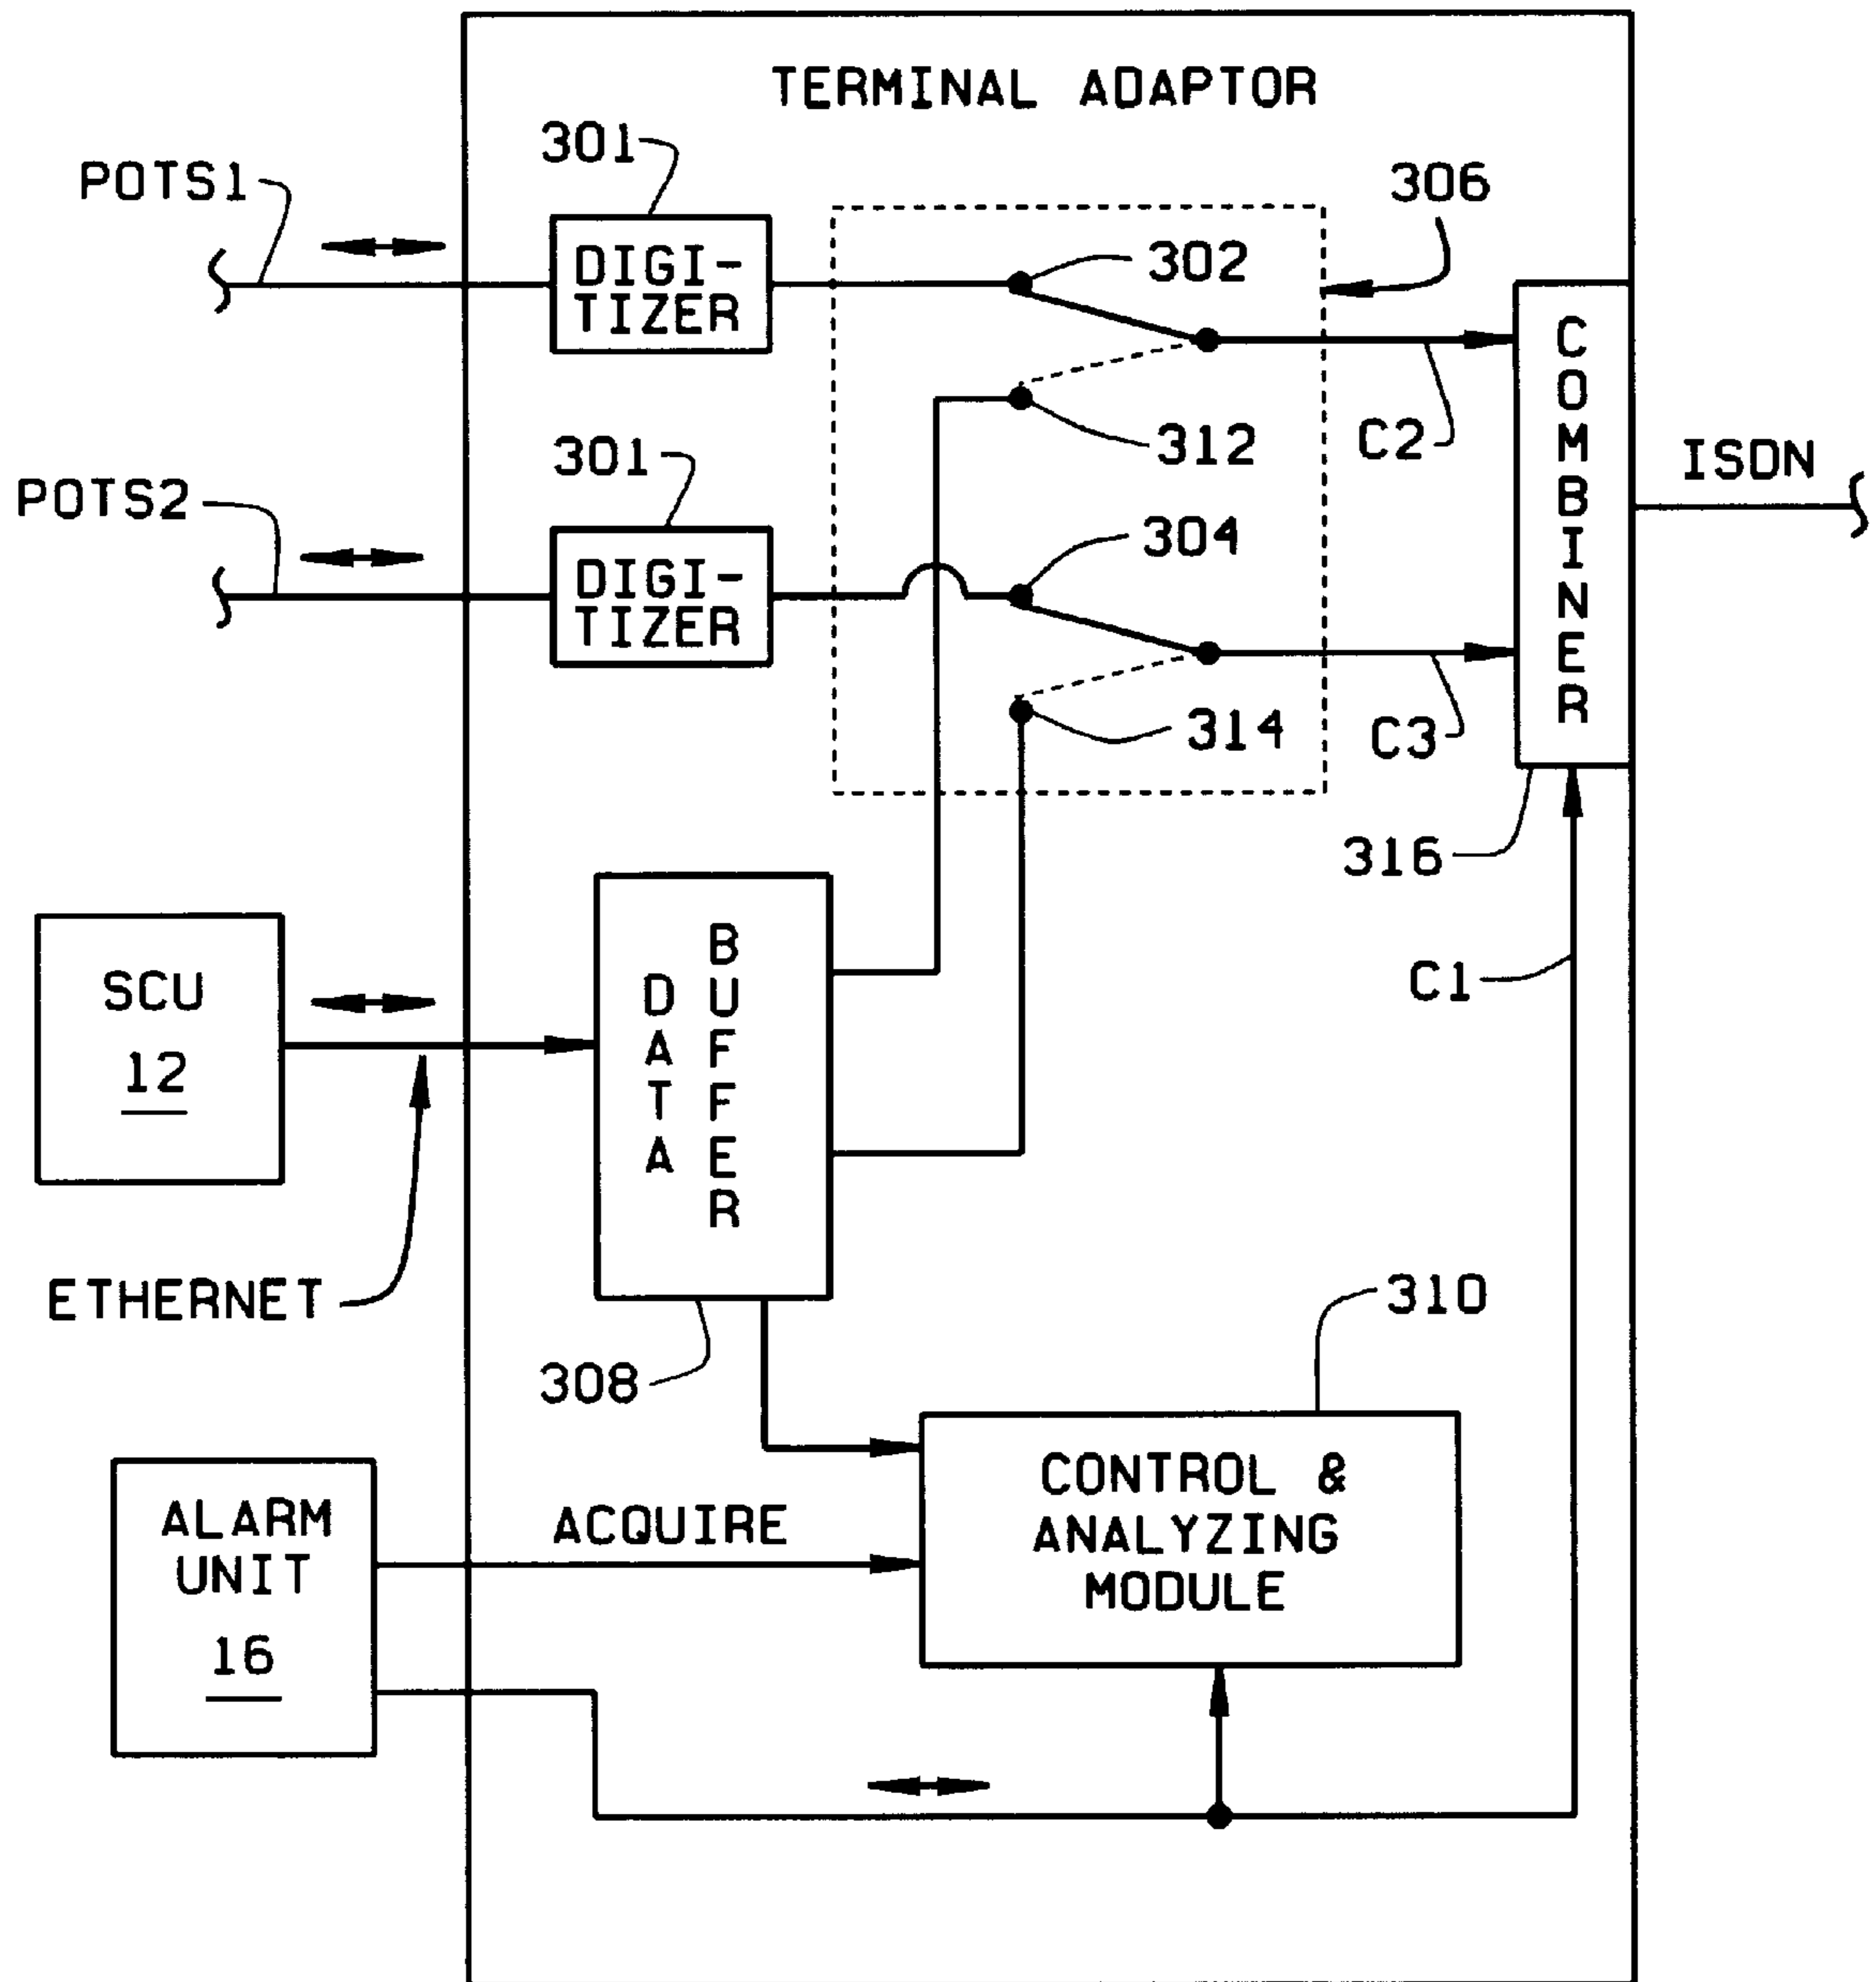 TERMINAL ADAPTOR
301
POTS1
306
DIGI-
TIZER
302
C2
312
301
POTS2
DIGI-
TIZER
304
C3
314
COMBINER
ISDN
316
C1
SCU
12
DATA
BUFFER
ETHERNET
308
310
ALARM
UNIT
16
ACQUIRE
CONTROL &
ANALYZING
MODULE